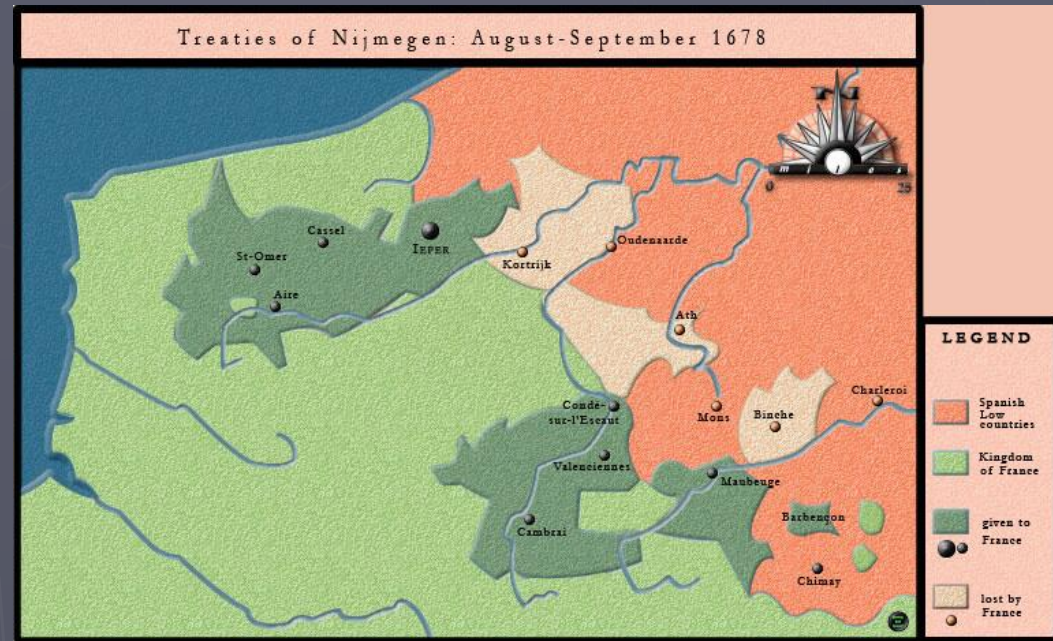 Treaties of Nijmegen: August-September 1678
miles
0 25
Cassel
IEPER
St-Omer
Aire
Kortrijk
Oudenaarde
Ath
Condé-
sur-l'Escaut
Valenciennes
Cambrai
Mons
Binche
Charleroi
Maubeuge
Barbençon
Chimay
LEGEND
Spanish
Low
countries
Kingdom
of France
given to
France
lost by
France